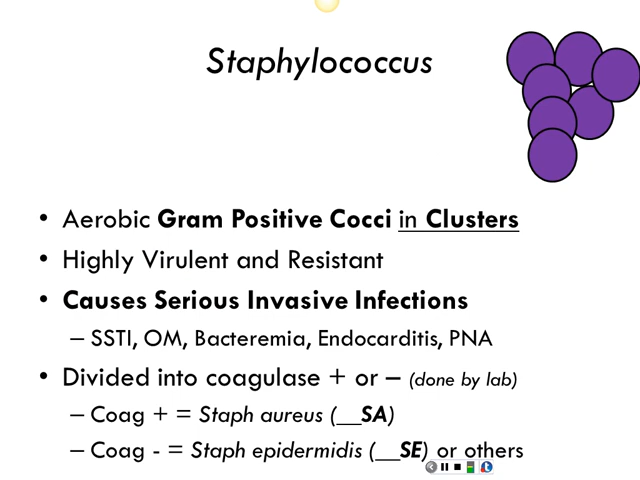 Staphylococcus
• Aerobic Gram Positive Cocci in Clusters
• Highly Virulent and Resistant
• Causes Serious Invasive Infections
– SSTI, OM, Bacteremia, Endocarditis, PNA
• Divided into coagulase + or – (done by lab)
– Coag + = Staph aureus (__SA)
– Coag - = Staph epidermidis (__SE) or others